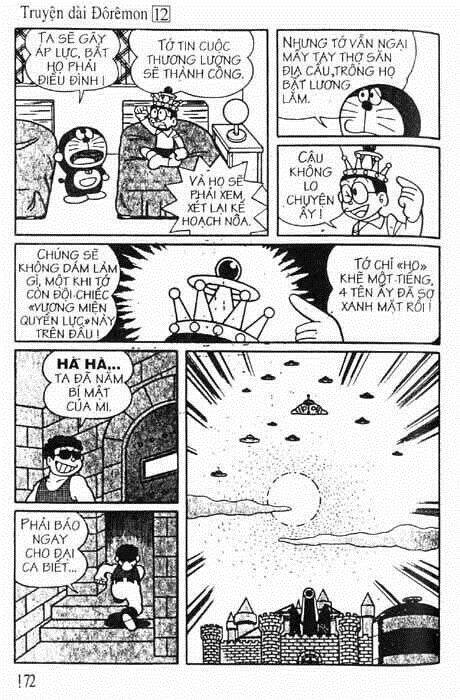 Truyện dài Đôrêmon 12
TA SẼ GÂY
ÁP LỰC, BẮT
HỌ PHẢI
ĐIỀU ĐÌNH !
TỚ TIN CUỘC
THƯƠNG LƯỢNG
SẼ THÀNH CÔNG.
VÀ HỌ SẼ
PHẢI XEM
XÉT LẠI KẾ
HOẠCH NỮA.
NHƯNG TỚ VẪN NGẠI
MẤY TAY THỢ SĂN
ĐỊA CẦU, TRÔNG HỌ
BẶT LƯƠNG
LẮM.
CẬU
KHÔNG
LO
CHUYỆN
ẤY !
CHÚNG SẼ
KHÔNG DÁM LÀM
GÌ, MỘT KHI TỚ
CÒN ĐỘI CHIẾC
«VƯƠNG MIỆN
QUYỀN LỰC» NÀY
TRÊN ĐẦU !
TỚ CHỈ «HỌ»
KHẼ MỘT TIẾNG,
4 TÊN ẤY ĐÃ SỢ
XANH MẶT RỒI !
HÀ HÀ...
TA ĐÃ NẮM
BÍ MẬT
CỦA MI.
PHẢI BÁO
NGAY
CHO ĐẠI
CA BIẾT...
172